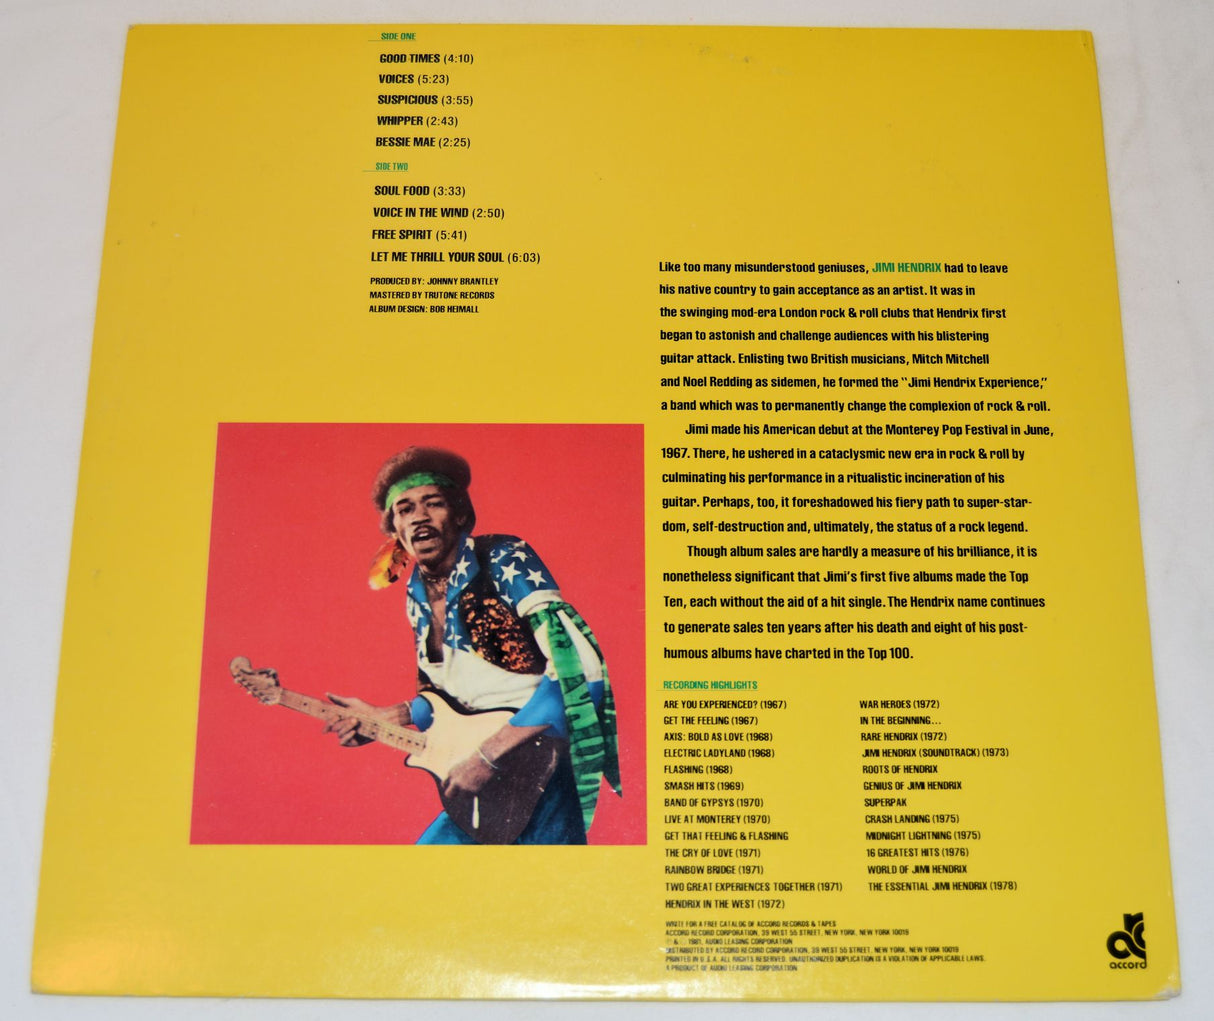 SIDE ONE
GOOD TIMES (4:10)
VOICES (5:23)
SUSPICIOUS (3:55)
WHIPPER (2:43)
BESSIE MAE (2:25)
SIDE TWO
SOUL FOOD (3:33)
VOICE IN THE WIND (2:50)
FREE SPIRIT (5:41)
LET ME THRILL YOUR SOUL (6:03)
PRODUCED BY: JOHNNY BRANTLEY
MASTERED BY TRUTONE RECORDS
ALBUM DESIGN: BOB HEIMALL
Like too many misunderstood geniuses, JIMI HENDRIX had to leave
his native country to gain acceptance as an artist. It was in
the swinging mod-era London rock & roll clubs that Hendrix first
began to astonish and challenge audiences with his blistering
guitar attack. Enlisting two British musicians, Mitch Mitchell
and Noel Redding as sidemen, he formed the "Jimi Hendrix Experience,"
a band which was to permanently change the complexion of rock & roll.
Jimi made his American debut at the Monterey Pop Festival in June,
1967. There, he ushered in a cataclysmic new era in rock & roll by
culminating his performance in a ritualistic incineration of his
guitar. Perhaps, too, it foreshadowed his fiery path to super-star-
dom, self-destruction and, ultimately, the status of a rock legend.
Though album sales are hardly a measure of his brilliance, it is
nonetheless significant that Jimi's first five albums made the Top
Ten, each without the aid of a hit single. The Hendrix name continues
to generate sales ten years after his death and eight of his post-
humous albums have charted in the Top 100.
RECORDING HIGHLIGHTS
ARE YOU EXPERIENCED? (1967)
GET THE FEELING (1967)
AXIS: BOLD AS LOVE (1968)
ELECTRIC LADYLAND (1968)
FLASHING (1968)
SMASH HITS (1969)
BAND OF GYPSYS (1970)
LIVE AT MONTEREY (1970)
GET THAT FEELING & FLASHING
THE CRY OF LOVE (1971)
RAINBOW BRIDGE (1971)
TWO GREAT EXPERIENCES TOGETHER (1971)
HENDRIX IN THE WEST (1972)
WAR HEROES (1972)
IN THE BEGINNING...
RARE HENDRIX (1972)
JIMI HENDRIX (SOUNDTRACK) (1973)
ROOTS OF HENDRIX
GENIUS OF JIMI HENDRIX
SUPERPAK
CRASH LANDING (1975)
MIDNIGHT LIGHTNING (1975)
16 GREATEST HITS (1976)
WORLD OF JIMI HENDRIX
THE ESSENTIAL JIMI HENDRIX (1978)
WRITE FOR A FREE CATALOG OF ACCORD RECORDS & TAPES
ACCORD RECORD CORPORATION, 39 WEST 55 STREET, NEW YORK, NEW YORK 10019
& 1981, AUDIO LEASING CORPORATION
DISTRIBUTED BY ACCORD RECORD CORPORATION, 39 WEST 55 STREET, NEW YORK, NEW YORK 10019
PRINTED IN U.S.A. ALL RIGHTS RESERVED. UNAUTHORIZED DUPLICATION IS A VIOLATION OF APPLICABLE LAWS.
A PRODUCT OF AUDIO LEASING CORPORATION
accord